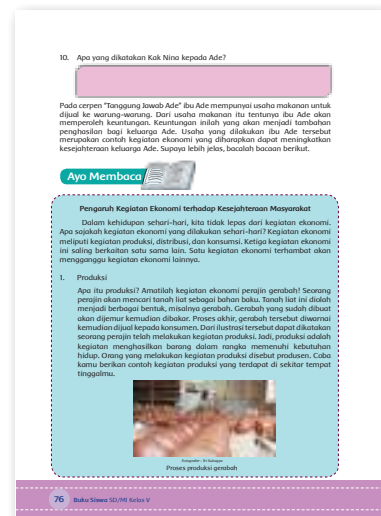 10. Apa yang dikatakan Kak Nina kepada Ade?
Pada cerpen “Tanggung Jawab Ade” ibu Ade mempunyai usaha makanan untuk
dijual ke warung-warung. Dari usaha makanan itu tentunya ibu Ade akan
memperoleh keuntungan. Keuntungan inilah yang akan menjadi tambahan
penghasilan bagi keluarga Ade. Usaha yang dilakukan ibu Ade tersebut
merupakan contoh kegiatan ekonomi yang diharapkan dapat meningkatkan
kesejahteraan keluarga Ade. Supaya lebih jelas, bacalah bacaan berikut.
Ayo Membaca
Pengaruh Kegiatan Ekonomi terhadap Kesejahteraan Masyarakat
Dalam kehidupan sehari-hari, kita tidak lepas dari kegiatan ekonomi.
Apa sajakah kegiatan ekonomi yang dilakukan sehari-hari? Kegiatan ekonomi
meliputi kegiatan produksi, distribusi, dan konsumsi. Ketiga kegiatan ekonomi
ini saling berkaitan satu sama lain. Satu kegiatan ekonomi terhambat akan
mengganggu kegiatan ekonomi lainnya.
1. Produksi
Apa itu produksi? Amatilah kegiatan ekonomi perajin gerabah! Seorang
perajin akan mencari tanah liat sebagai bahan baku. Tanah liat ini diolah
menjadi berbagai bentuk, misalnya gerabah. Gerabah yang sudah dibuat
akan dijemur kemudian dibakar. Proses akhir, gerabah tersebut diwarnai
kemudian dijual kepada konsumen. Dari ilustrasi tersebut dapat dikatakan
seorang perajin telah melakukan kegiatan produksi. Jadi, produksi adalah
kegiatan menghasilkan barang dalam rangka memenuhi kebutuhan
hidup. Orang yang melakukan kegiatan produksi disebut produsen. Coba
kamu berikan contoh kegiatan produksi yang terdapat di sekitar tempat
tinggalmu.
Proses produksi gerabah
76 Buku Siswa SD/MI Kelas V